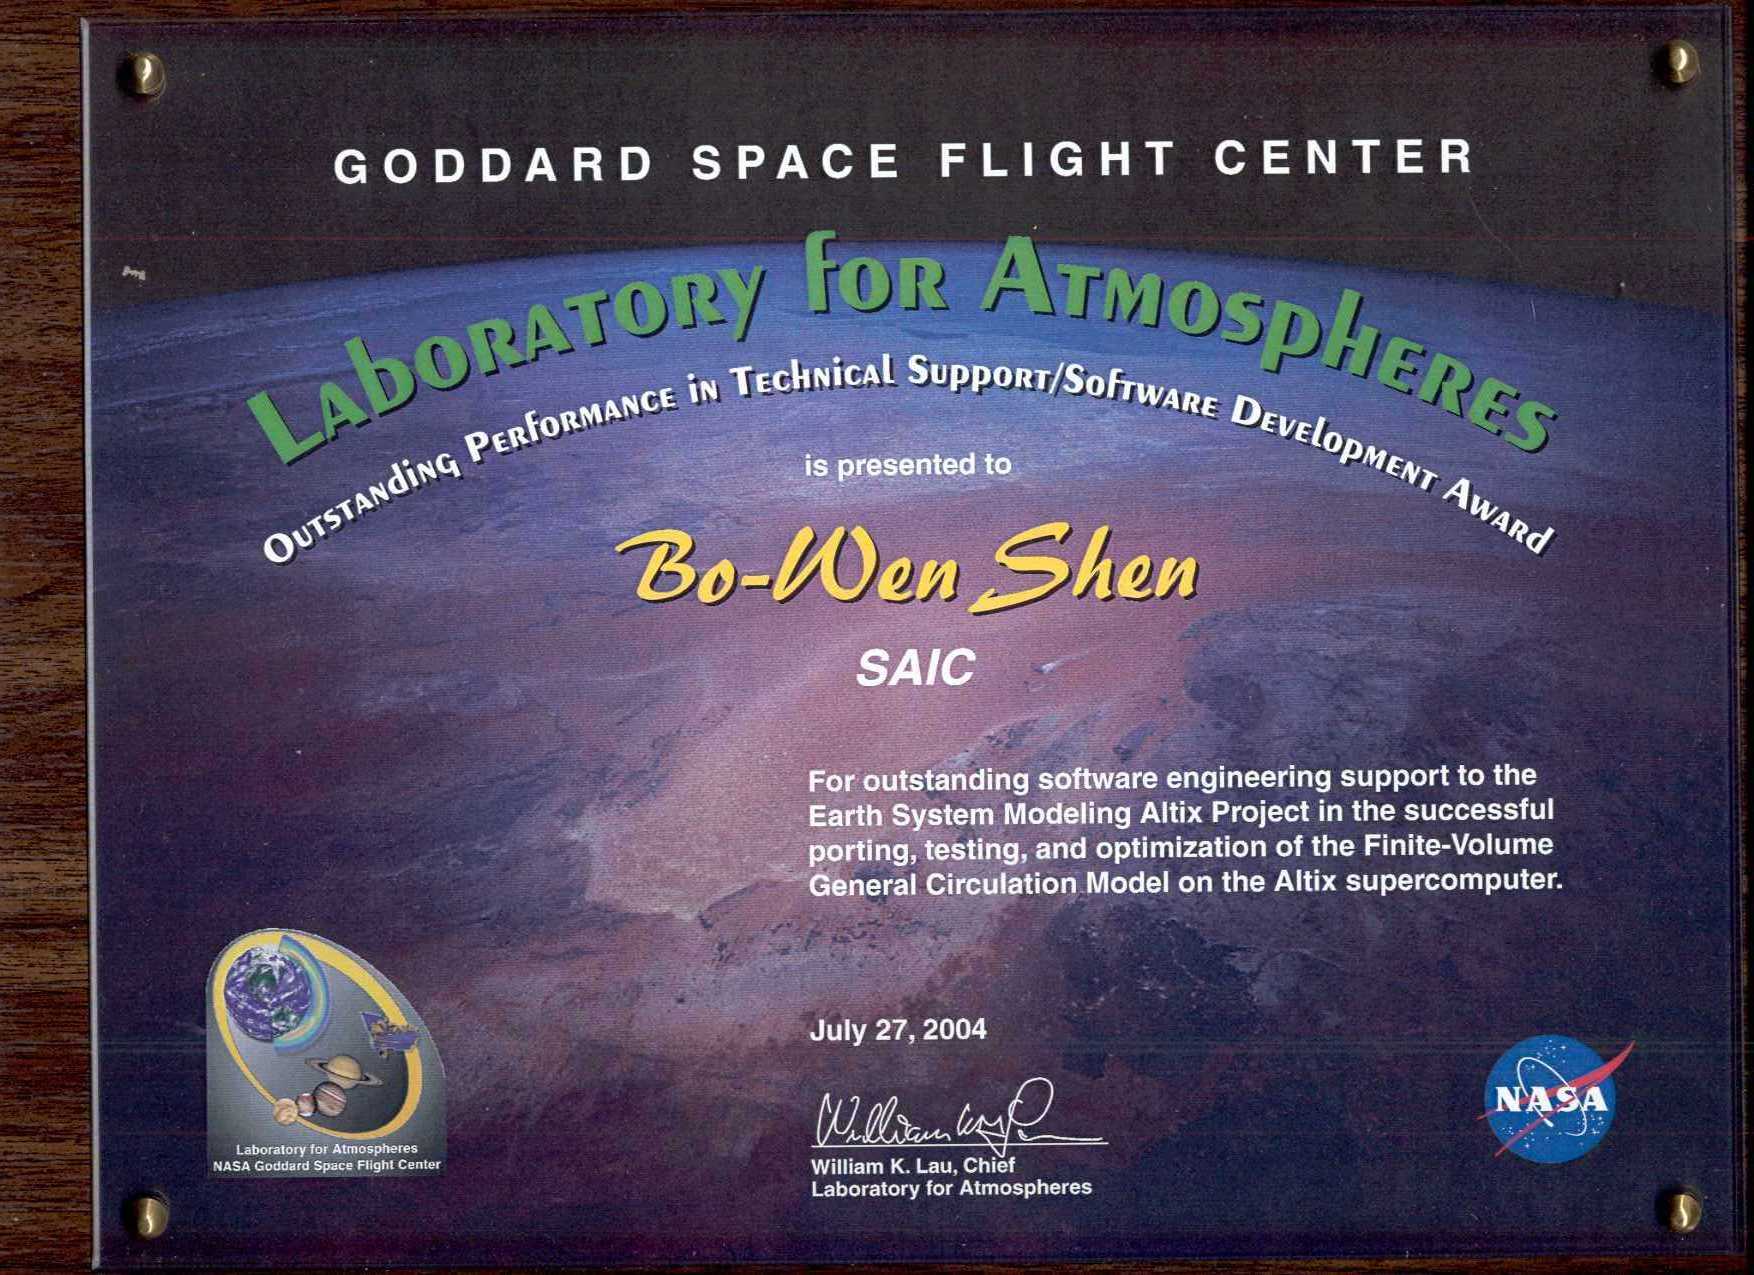 GODDARD SPACE FLIGHT CENTER
Laboratory for Atmospheres
Outstanding Performance in Technical Support/Software Development Award
is presented to
Bo-Wen Shen
SAIC
For outstanding software engineering support to the
Earth System Modeling Altix Project in the successful
porting, testing, and optimization of the Finite-Volume
General Circulation Model on the Altix supercomputer.
July 27, 2004
William K. Lau, Chief
Laboratory for Atmospheres
Laboratory for Atmospheres
NASA Goddard Space Flight Center
NASA